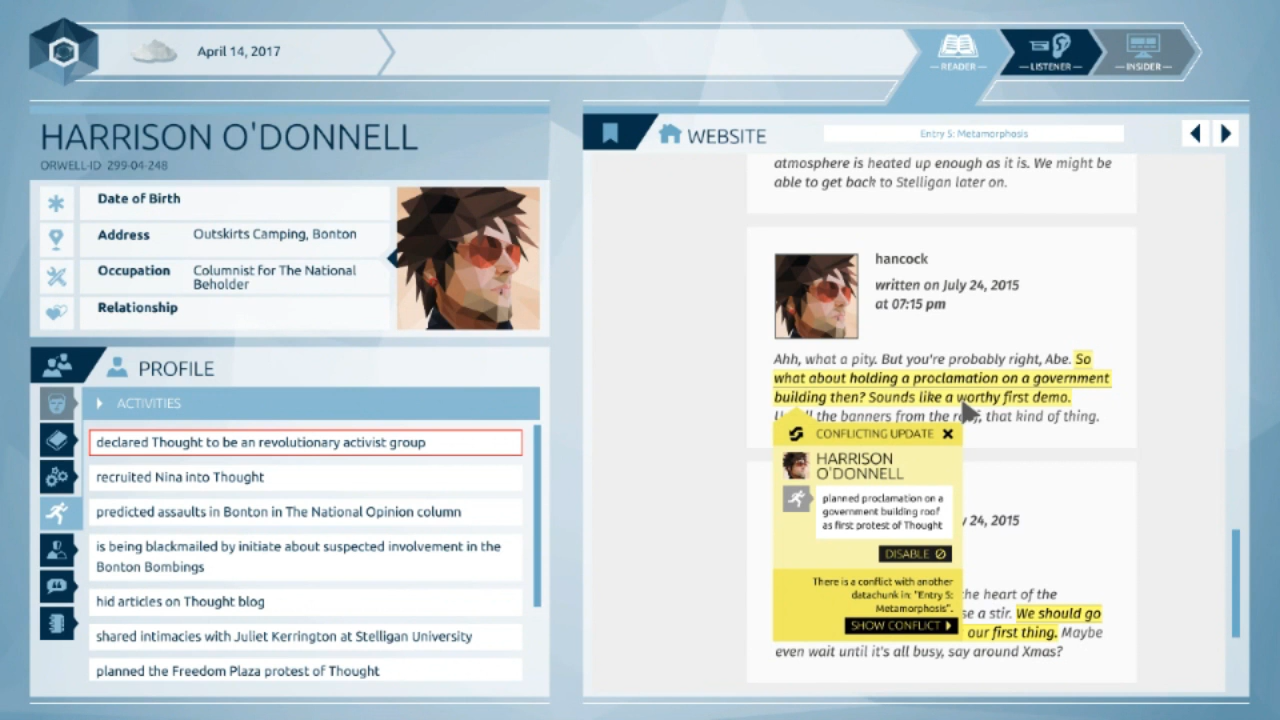 April 14, 2017
READER
LISTENER
INSIDER
HARRISON O'DONNELL
ORWELL-ID 299-04-248
Date of Birth
Address Outskirts Camping, Bonton
Occupation Columnist for The National
Beholder
Relationship
PROFILE
ACTIVITIES
declared Thought to be an revolutionary activist group
recruited Nina into Thought
predicted assaults in Bonton in The National Opinion column
is being blackmailed by initiate about suspected involvement in the
Bonton Bombings
hid articles on Thought blog
shared intimacies with Juliet Kerrington at Stelligan University
planned the Freedom Plaza protest of Thought
WEBSITE
Entry 5: Metamorphosis
atmosphere is heated up enough as it is. We might be
able to get back to Stelligan later on.
hancock
written on July 24, 2015
at 07:15 pm
Ahh, what a pity. But you're probably right, Abe. So
what about holding a proclamation on a government
building then? Sounds like a worthy first demo.
the banners from the roof, that kind of thing.
CONFLICTING UPDATE
HARRISON
O'DONNELL
planned proclamation on a
government building roof
as first protest of Thought
DISABLE
There is a conflict with another
datachunk in: "Entry 5:
Metamorphosis".
SHOW CONFLICT
24, 2015
the heart of the
a stir. We should go
our first thing. Maybe
even wait until it's all busy, say around Xmas?